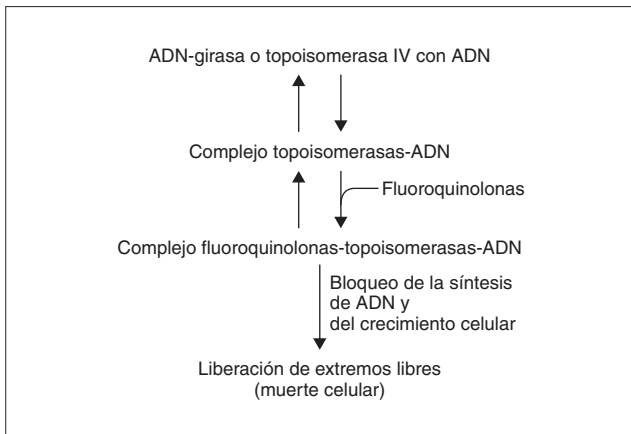 ADN-girasa o topoisomerasa IV con ADN
Complejo topoisomerasas-ADN
Fluoroquinolonas
Complejo fluoroquinolonas-topoisomerasas-ADN
Bloqueo de la síntesis
de ADN y
del crecimiento celular
Liberación de extremos libres
(muerte celular)